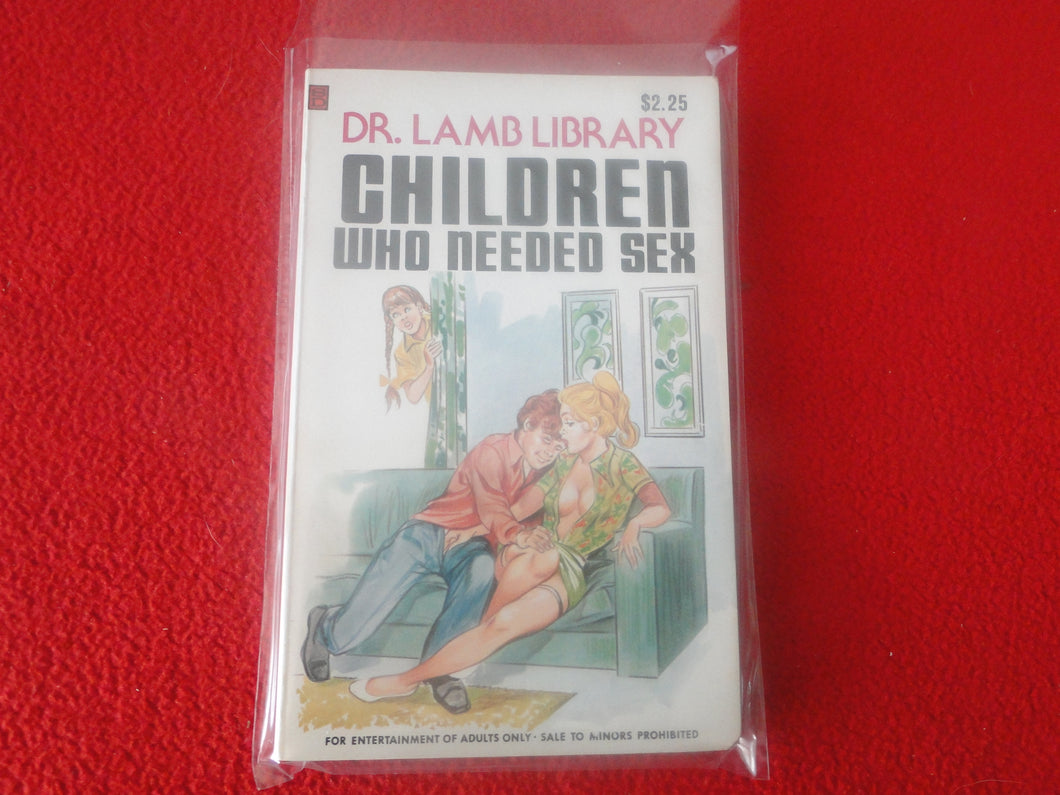 $2.25
DR. LAMB LIBRARY
CHILDREN
WHO NEEDED SEX
FOR ENTERTAINMENT OF ADULTS ONLY · SALE TO MINORS PROHIBITED